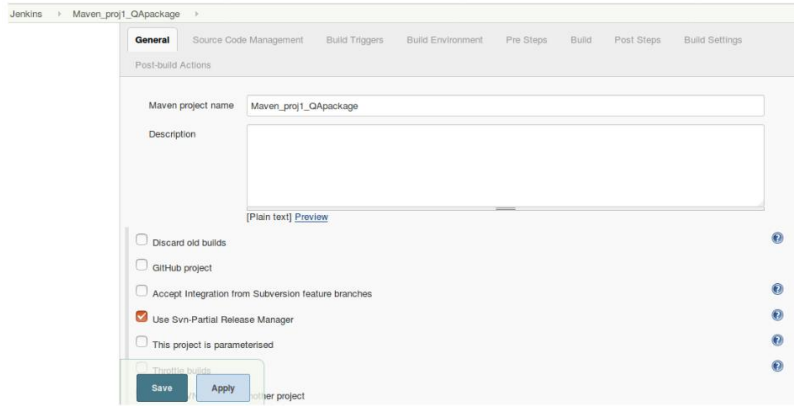 Jenkins Maven_proj1_QApackage
General Source Code Management Build Triggers Build Environment Pre Steps Build Post Steps Build Settings
Post-build Actions
Maven project name Maven_proj1_QApackage
Description
[Plain text] Preview
Discard old builds
GitHub project
Accept Integration from Subversion feature branches
Use Svn-Partial Release Manager
This project is parameterised
Throttle builds
Save Apply
other project